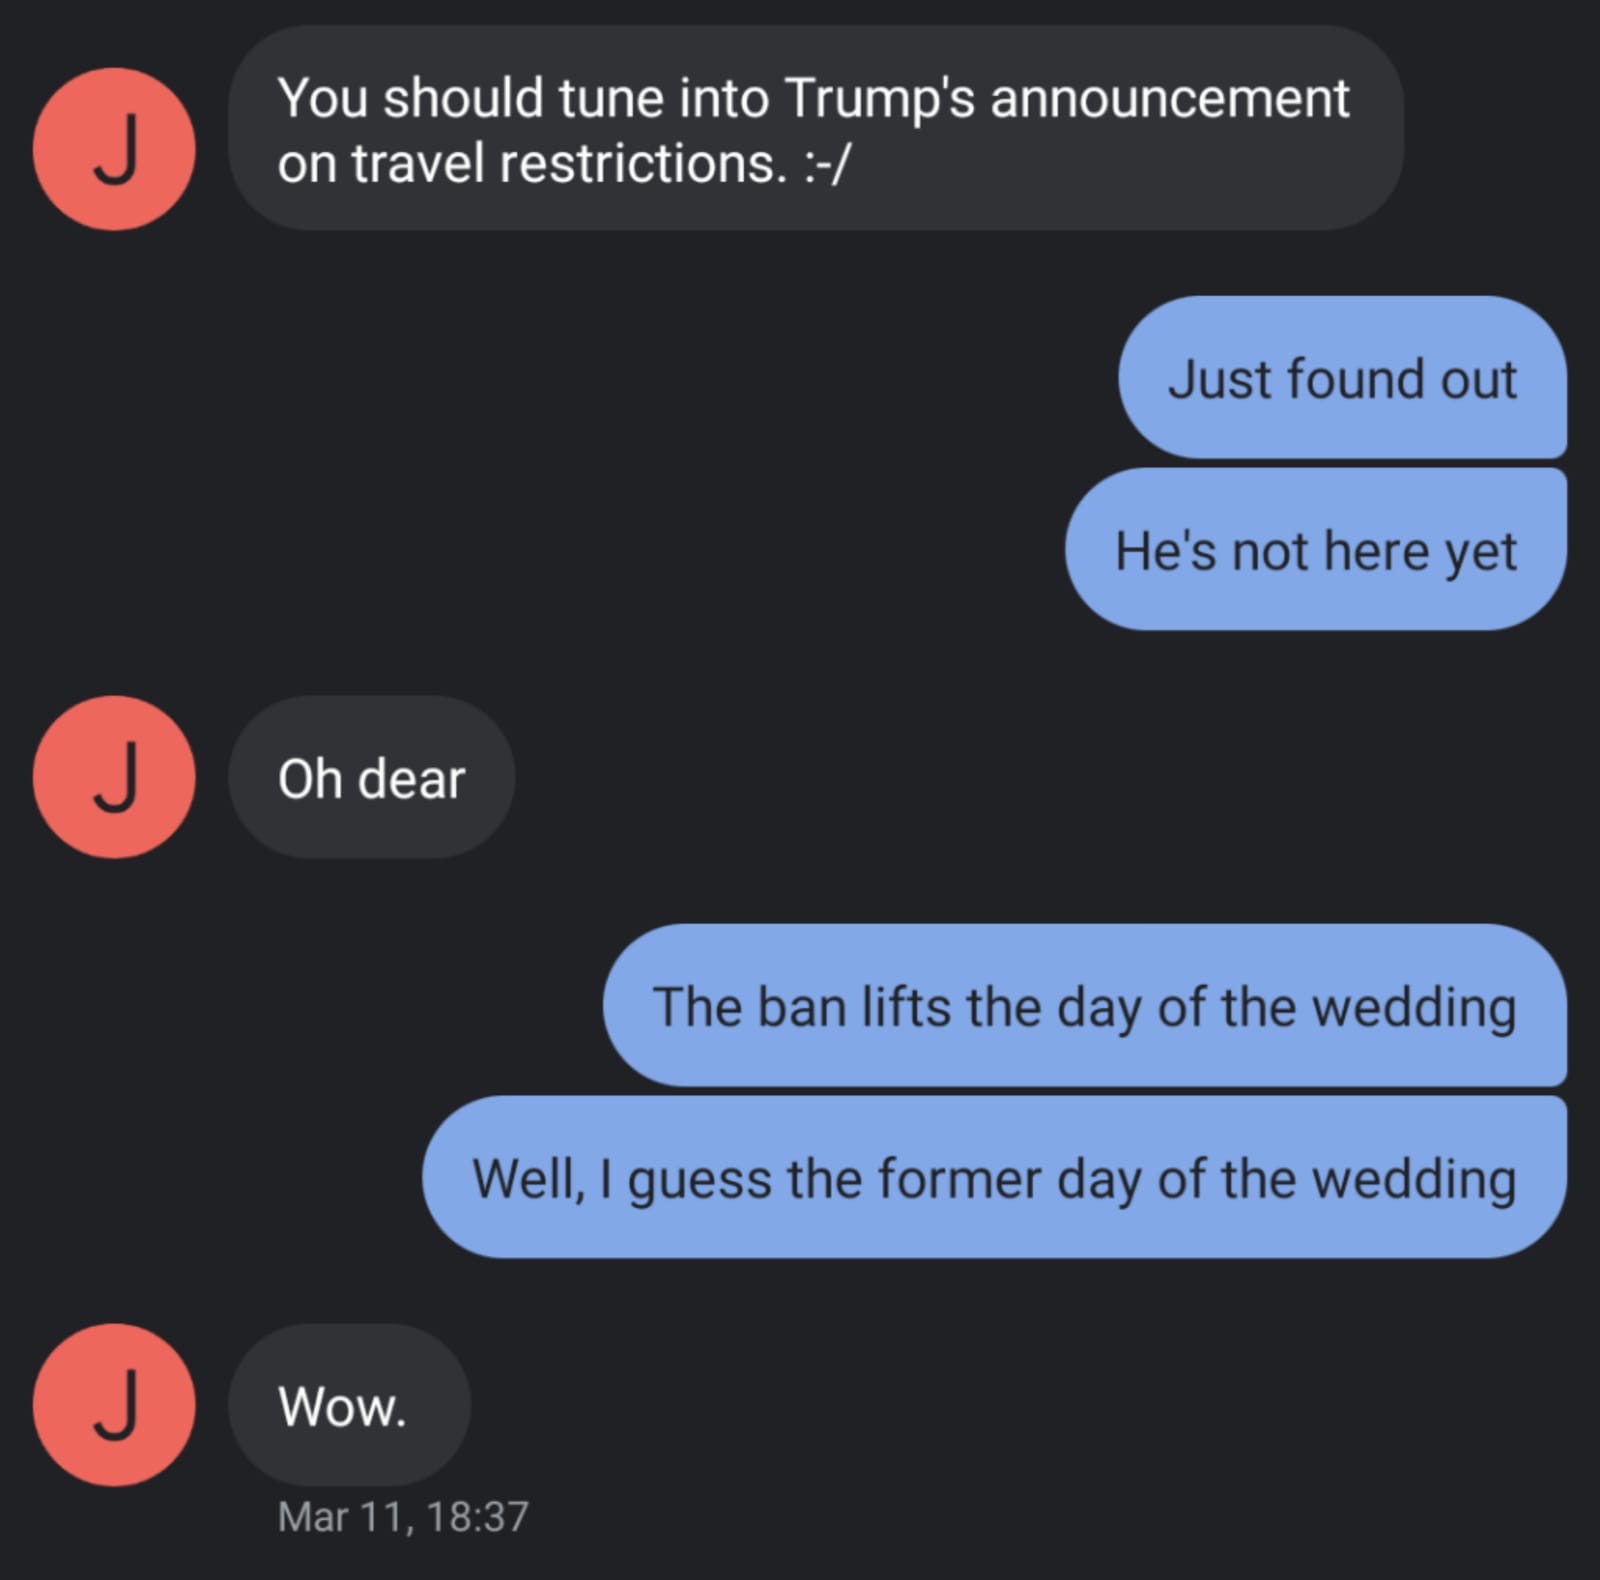 J
You should tune into Trump's announcement
on travel restrictions. :-/
Just found out
He's not here yet
J
Oh dear
The ban lifts the day of the wedding
Well, I guess the former day of the wedding
J
Wow.
Mar 11, 18:37